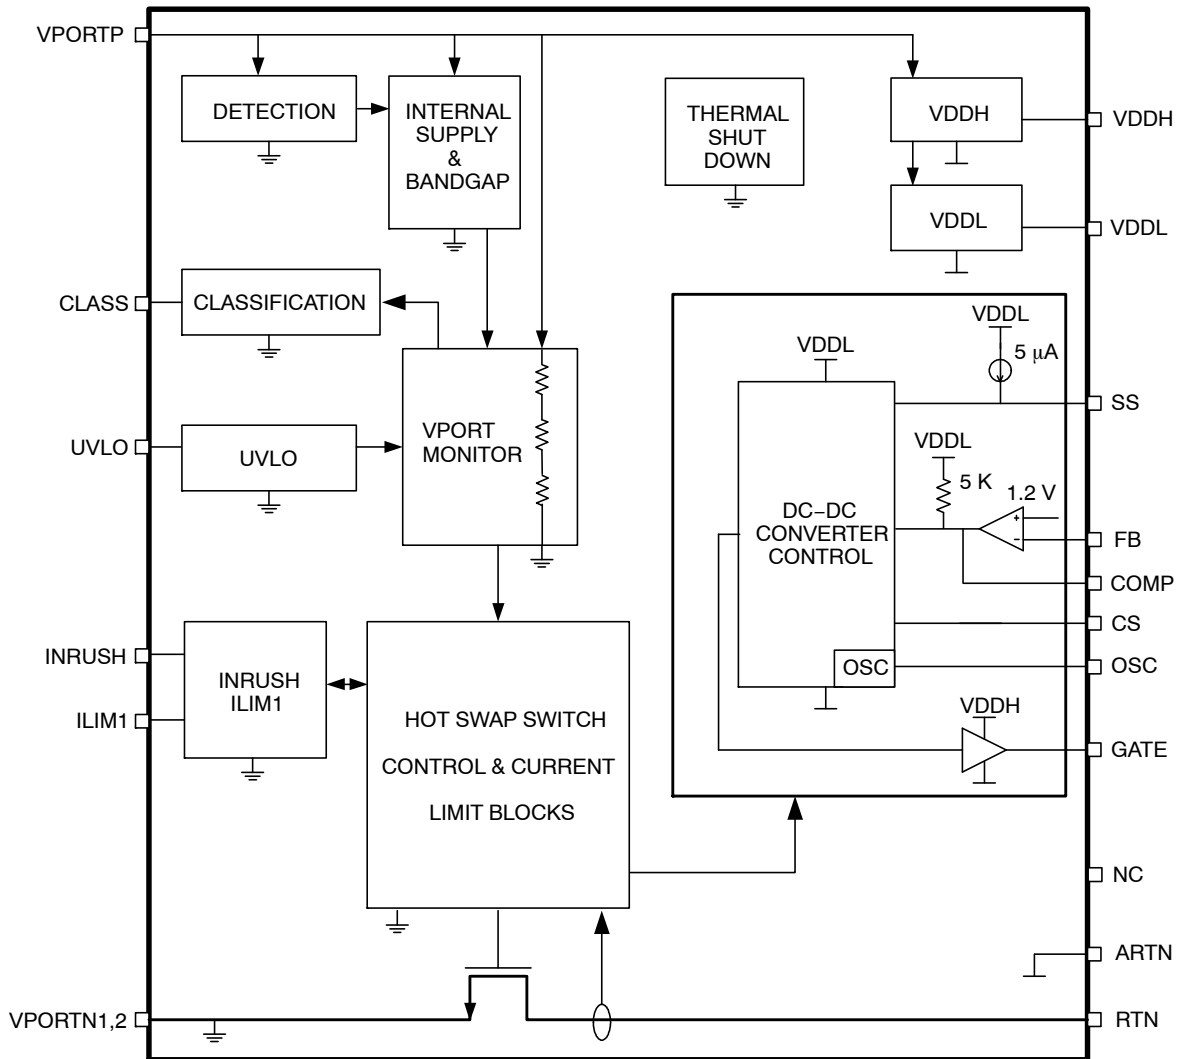 VPORTP
DETECTION
INTERNAL
SUPPLY
&
BANDGAP
THERMAL
SHUT
DOWN
VDDH
VDDH
VDDL
VDDL
CLASS
CLASSIFICATION
VDDL
5 μA
VDDL
SS
UVLO
UVLO
VPORT
MONITOR
VDDL
5 K
1.2 V
DC−DC
CONVERTER
CONTROL
+
−
FB
COMP
CS
OSC
OSC
INRUSH
ILIM1
INRUSH
ILIM1
HOT SWAP SWITCH
CONTROL & CURRENT
LIMIT BLOCKS
VDDH
GATE
NC
ARTN
VPORTN1,2
RTN